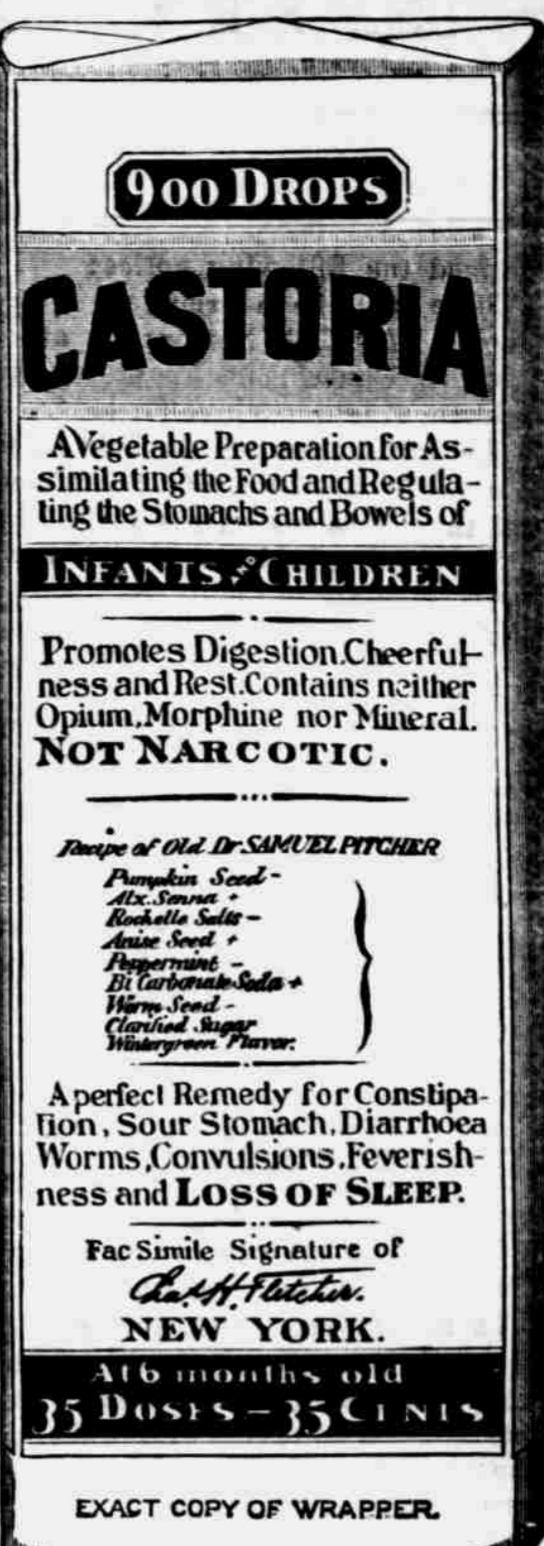 900 DROPS
CASTORIA
A Vegetable Preparation for As-
similating the Food and Regula-
ting the Stomachs and Bowels of
INFANTS AND CHILDREN
Promotes Digestion.Cheerful-
ness and Rest.Contains neither
Opium,Morphine nor Mineral.
NOT NARCOTIC.
Recipe of Old Dr SAMUEL PITCHER
Pumpkin Seed -
Alx. Senna +
Rochelle Salts -
Anise Seed +
Peppermint -
Bi Carbonate Soda +
Worm Seed -
Clarified Sugar
Wintergreen Flavor.
A perfect Remedy for Constipa-
tion, Sour Stomach, Diarrhoea
Worms,Convulsions,Feverish-
ness and LOSS OF SLEEP.
Fac Simile Signature of
Chas H. Fletcher.
NEW YORK.
At 6 months old
35 DOSES - 35 CENTS
EXACT COPY OF WRAPPER.